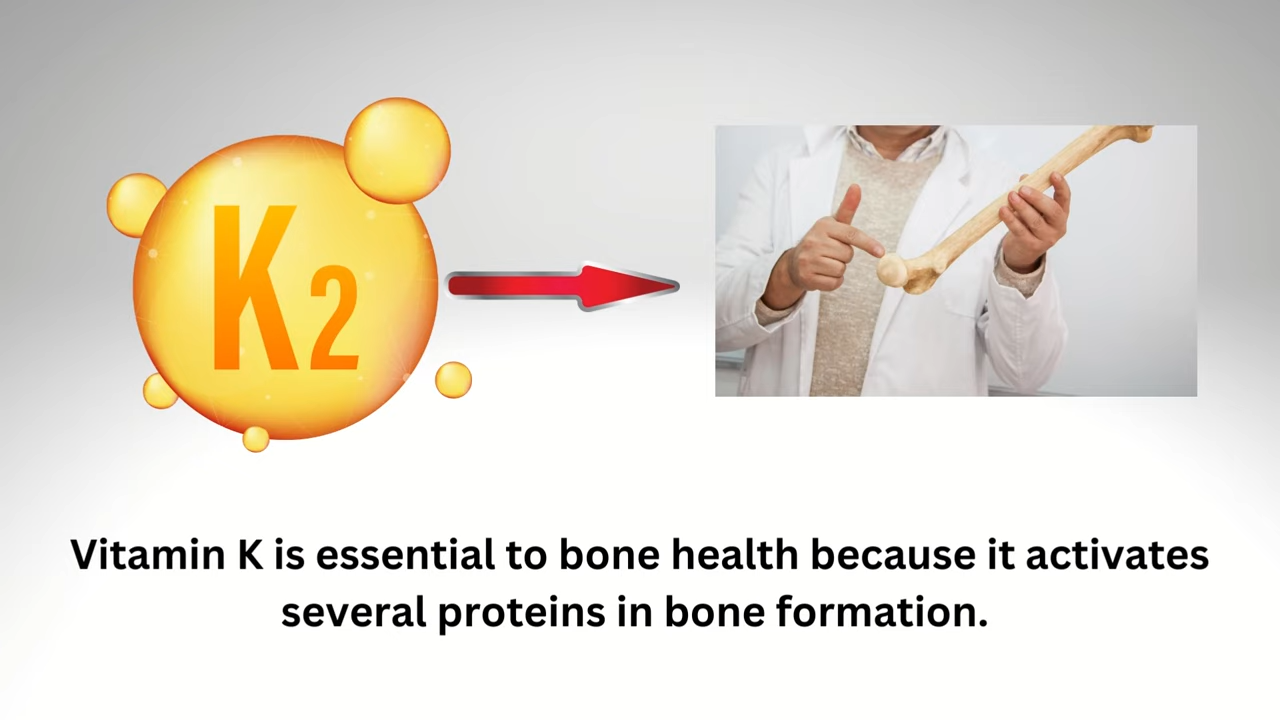 K2
Vitamin K is essential to bone health because it activates
several proteins in bone formation.